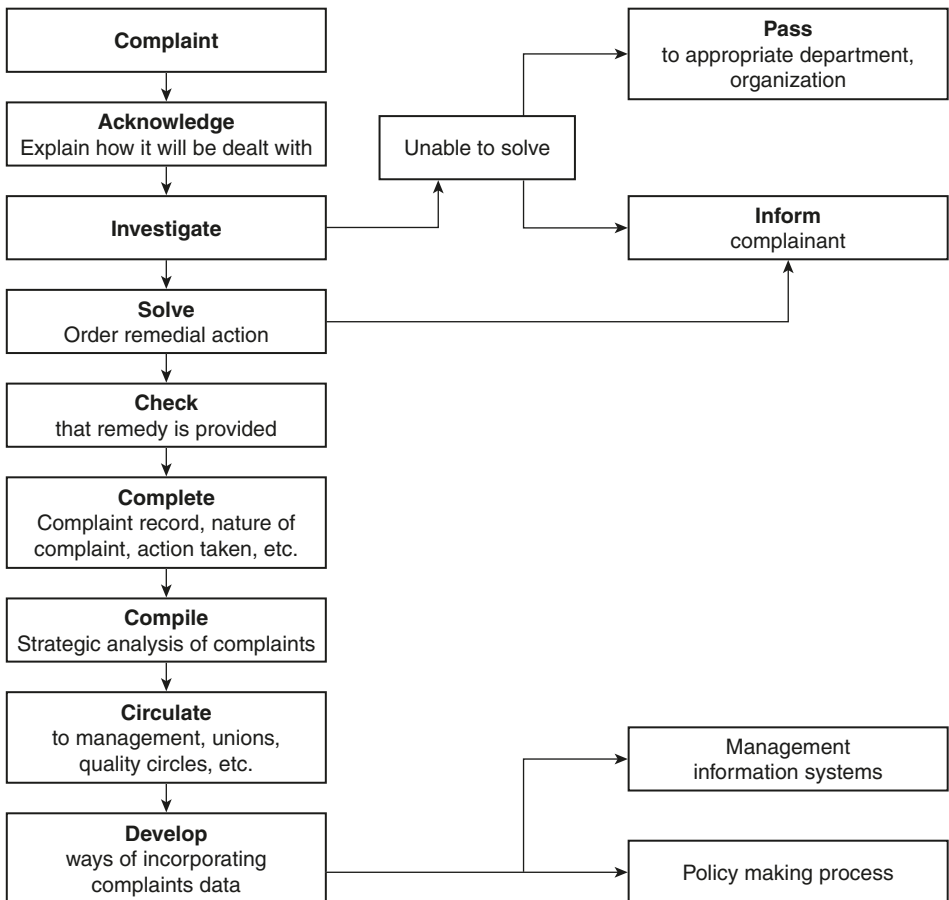 Complaint
Acknowledge
Explain how it will be dealt with
Investigate
Solve
Order remedial action
Check
that remedy is provided
Complete
Complaint record, nature of
complaint, action taken, etc.
Compile
Strategic analysis of complaints
Circulate
to management, unions,
quality circles, etc.
Develop
ways of incorporating
complaints data
Unable to solve
Pass
to appropriate department,
organization
Inform
complainant
Management
information systems
Policy making process